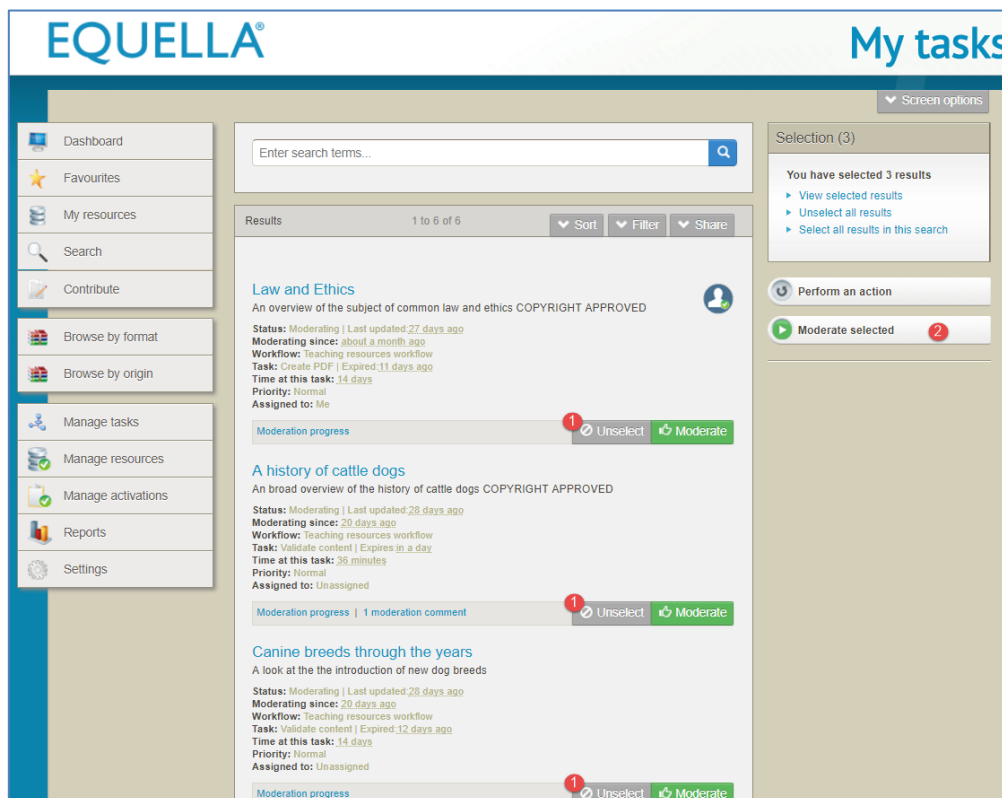 EQUELLA®
My tasks
Screen options
Dashboard
Favourites
My resources
Search
Contribute
Browse by format
Browse by origin
Manage tasks
Manage resources
Manage activations
Reports
Settings
Enter search terms...
Results 1 to 6 of 6 Sort Filter Share
Law and Ethics
An overview of the subject of common law and ethics COPYRIGHT APPROVED
Status: Moderating | Last updated:27 days ago
Moderating since: about a month ago
Workflow: Teaching resources workflow
Task: Create PDF | Expired:11 days ago
Time at this task: 14 days
Priority: Normal
Assigned to: Me
Moderation progress 1 Unselect Moderate
A history of cattle dogs
An broad overview of the history of cattle dogs COPYRIGHT APPROVED
Status: Moderating | Last updated:28 days ago
Moderating since: 20 days ago
Workflow: Teaching resources workflow
Task: Validate content | Expires:in a day
Time at this task: 36 minutes
Priority: Normal
Assigned to: Unassigned
Moderation progress | 1 moderation comment 1 Unselect Moderate
Canine breeds through the years
A look at the the introduction of new dog breeds
Status: Moderating | Last updated:28 days ago
Moderating since: 20 days ago
Workflow: Teaching resources workflow
Task: Validate content | Expired:12 days ago
Time at this task: 14 days
Priority: Normal
Assigned to: Unassigned
Moderation progress 1 Unselect Moderate
Selection (3)
You have selected 3 results
View selected results
Unselect all results
Select all results in this search
Perform an action
Moderate selected 2